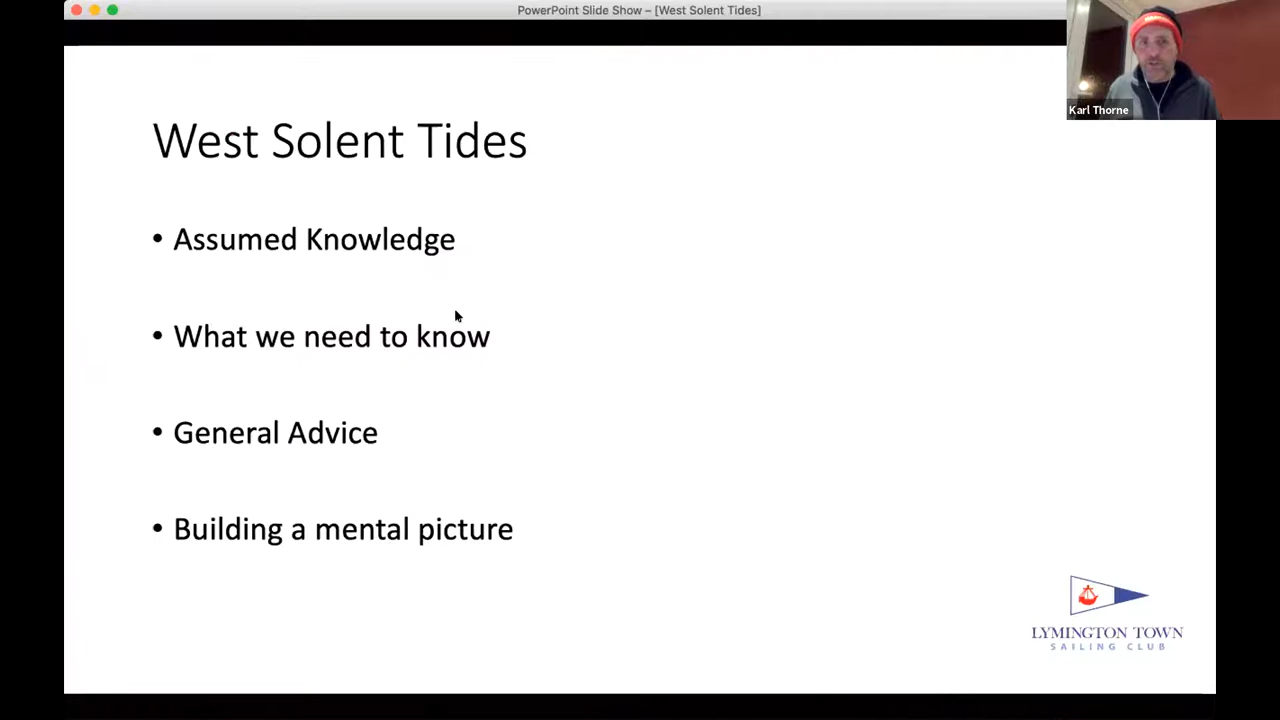 PowerPoint Slide Show – [West Solent Tides]
Karl Thorne
West Solent Tides
• Assumed Knowledge
• What we need to know
• General Advice
• Building a mental picture
LYMINGTON TOWN
SAILING CLUB